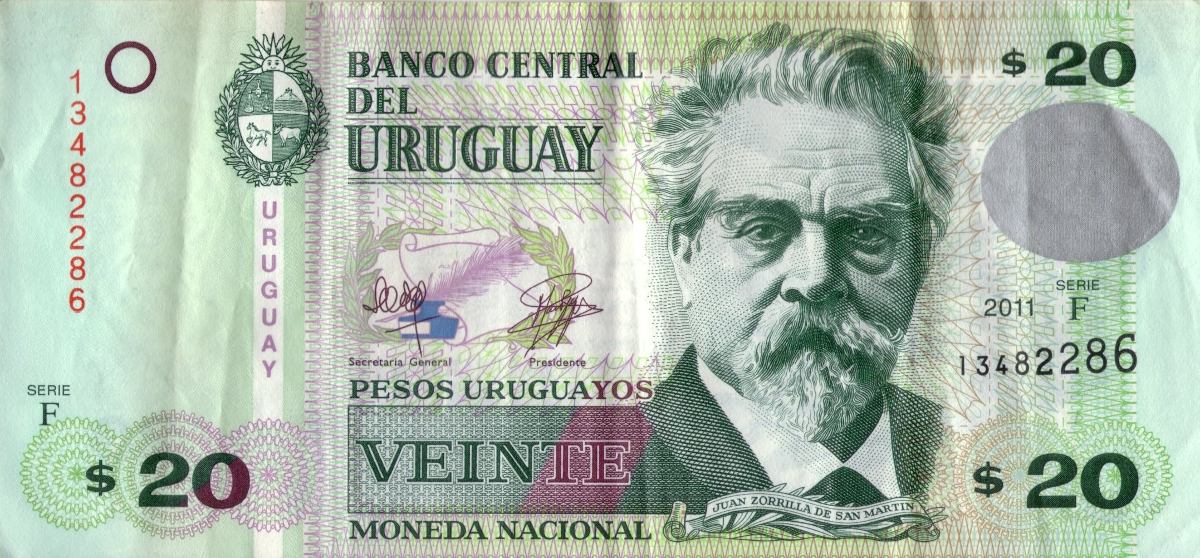 13482286
SERIE
F
$ 20
URUGUAY
BANCO CENTRAL
DEL
URUGUAY
Secretaria General
Presidente
PESOS URUGUAYOS
VEINTE
MONEDA NACIONAL
JUAN ZORRILLA DE SAN MARTIN
$ 20
SERIE
2011 F
13482286
$ 20